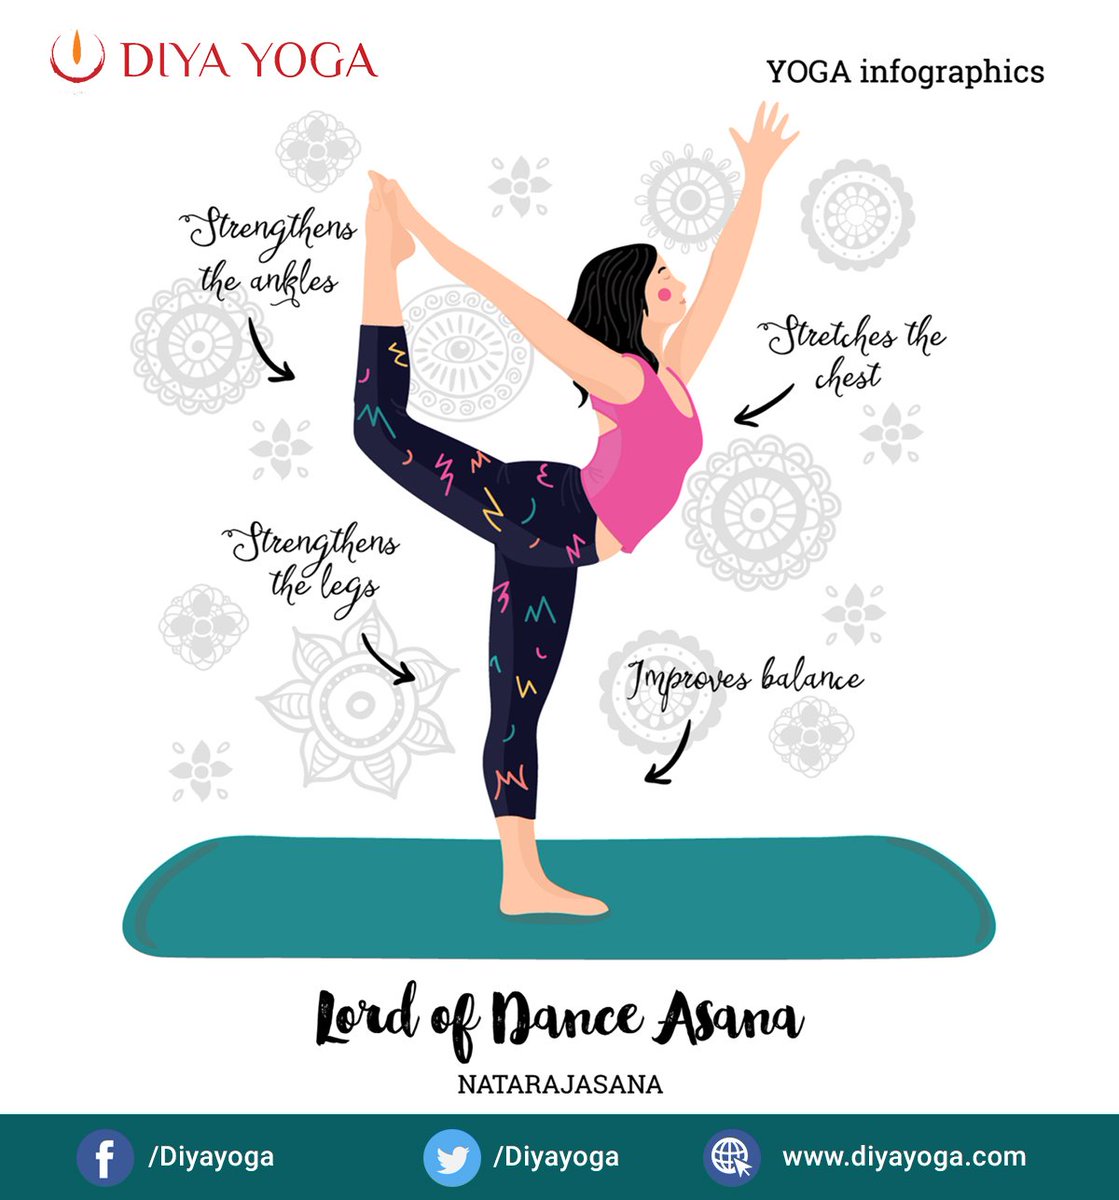 DIYA YOGA
YOGA infographics
Strengthens
the ankles
Stretches the
chest
Strengthens
the legs
Improves balance
Lord of Dance Asana
NATARAJASANA
/Diyayoga
/Diyayoga
www.diyayoga.com